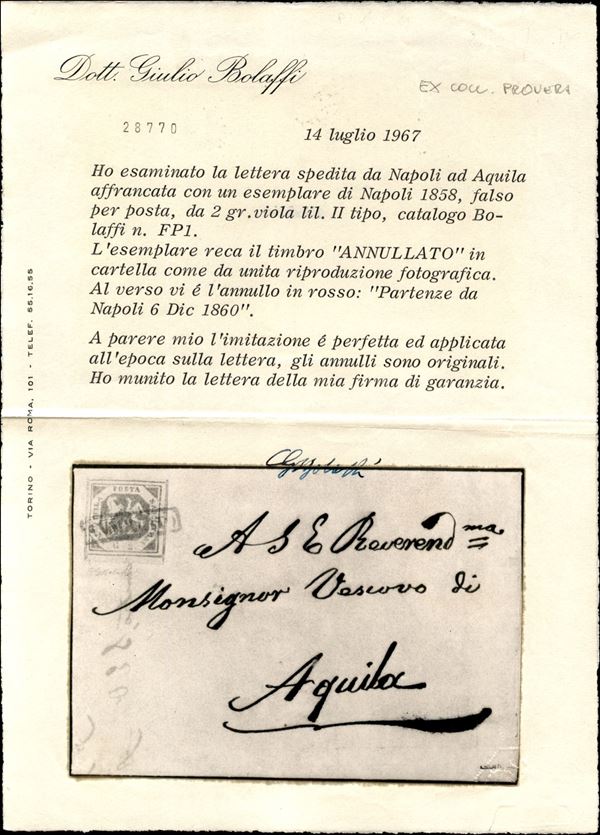 Dott. Giulio Bolaffi
EX COLL. PROVERA
28770
14 luglio 1967
Ho esaminato la lettera spedita da Napoli ad Aquila
affrancata con un esemplare di Napoli 1858, falso
per posta, da 2 gr.viola lil. II tipo, catalogo Bo-
laffi n. FP1.
L'esemplare reca il timbro "ANNULLATO" in
cartella come da unita riproduzione fotografica.
Al verso vi é l'annullo in rosso: "Partenze da
Napoli 6 Dic 1860".
A parere mio l'imitazione é perfetta ed applicata
all'epoca sulla lettera, gli annulli sono originali.
Ho munito la lettera della mia firma di garanzia.
TORINO - VIA ROMA, 101 - TELEF. 55.16.55
POSTA
A S E Reverendma
Monsignor Vescovo di
Aquila